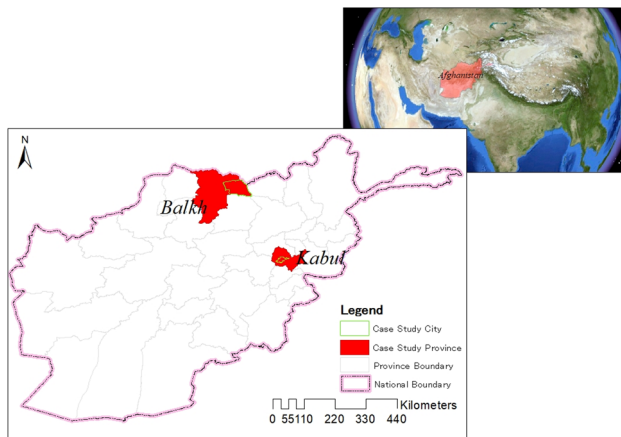 Afghanistan
N
Balkh
Kabul
Legend
Case Study City
Case Study Province
Province Boundary
National Boundary
Kilometers
0 55110 220 330 440